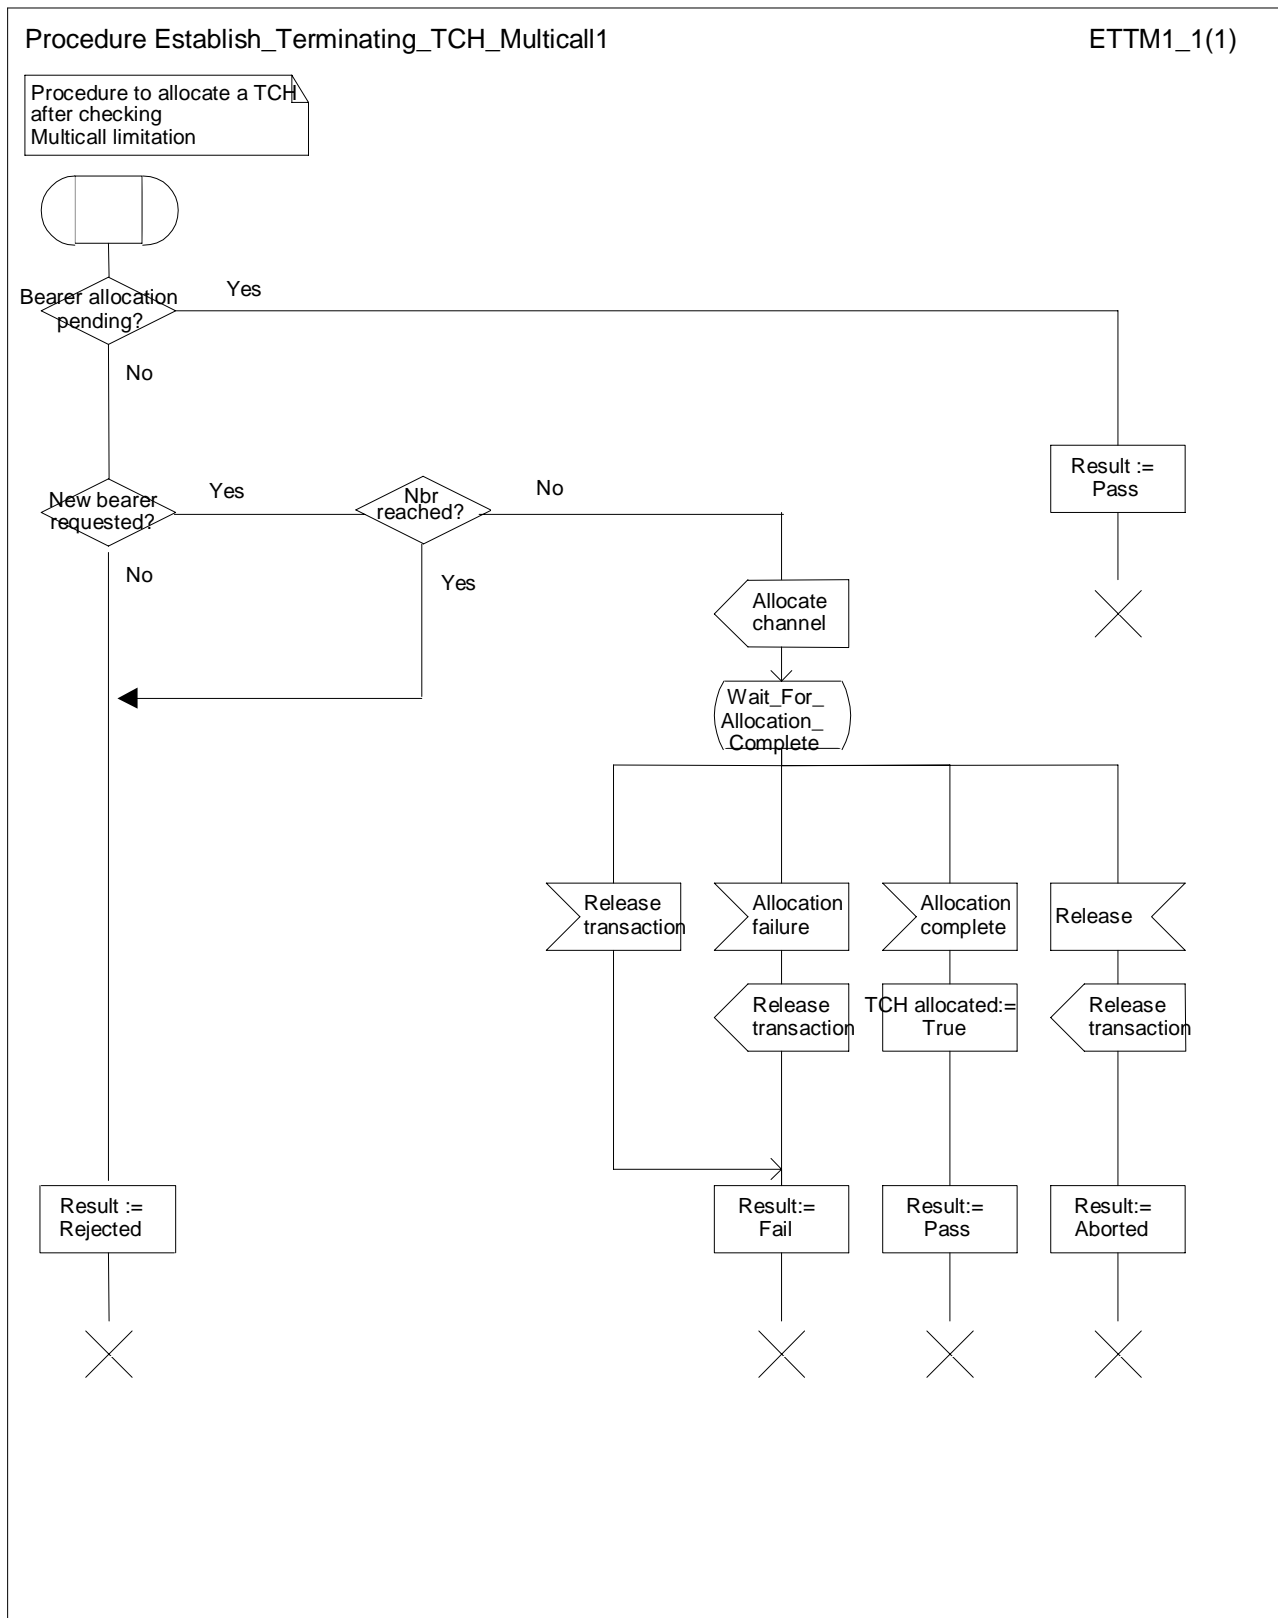 Procedure Establish_Terminating_TCH_Multicall1
ETTM1_1(1)
Procedure to allocate a TCH
after checking
Multicall limitation
Bearer allocation
pending?
Yes
No
Result :=
Pass
New bearer
requested?
Yes
Nbr
reached?
No
No
Yes
Allocate
channel
Wait_For_
Allocation_
Complete
Release
transaction
Allocation
failure
Allocation
complete
Release
Release
transaction
TCH allocated:=
True
Release
transaction
Result :=
Rejected
Result:=
Fail
Result:=
Pass
Result:=
Aborted